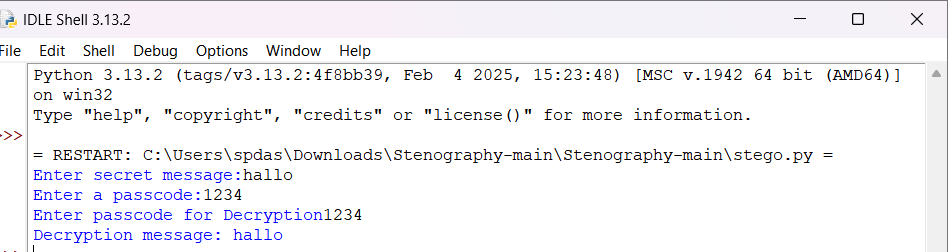 IDLE Shell 3.13.2
File Edit Shell Debug Options Window Help
Python 3.13.2 (tags/v3.13.2:4f8bb39, Feb  4 2025, 15:23:48) [MSC v.1942 64 bit (AMD64)]
on win32
Type "help", "copyright", "credits" or "license()" for more information.
>>>
= RESTART: C:\Users\spdas\Downloads\Stenography-main\Stenography-main\stego.py =
Enter secret message:hallo
Enter a passcode:1234
Enter passcode for Decryption1234
Decryption message: hallo
>>>